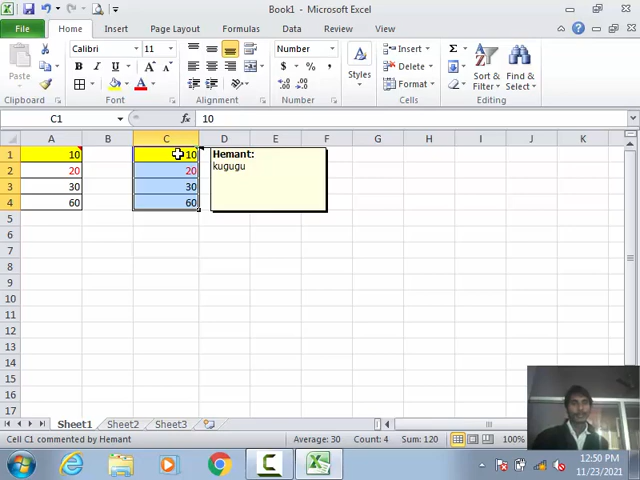 Book1 - Microsoft Excel
File Home Insert Page Layout Formulas Data Review View
Calibri 11 Number Insert Σ
Paste B I U A A $ % , Styles Delete Sort & Find &
A .0 .00 .00 .0 Format Filter Select
Clipboard Font Alignment Number Cells Editing
C1 fx 10
A B C D E F G H I J K
1 10 10 Hemant:
kugugu
2 20 20
3 30 30
4 60 60
5
6
7
8
9
10
11
12
13
14
15
16
17
Sheet1 Sheet2 Sheet3
Cell C1 commented by Hemant Average: 30 Count: 4 Sum: 120 100%
12:50 PM
11/23/2021